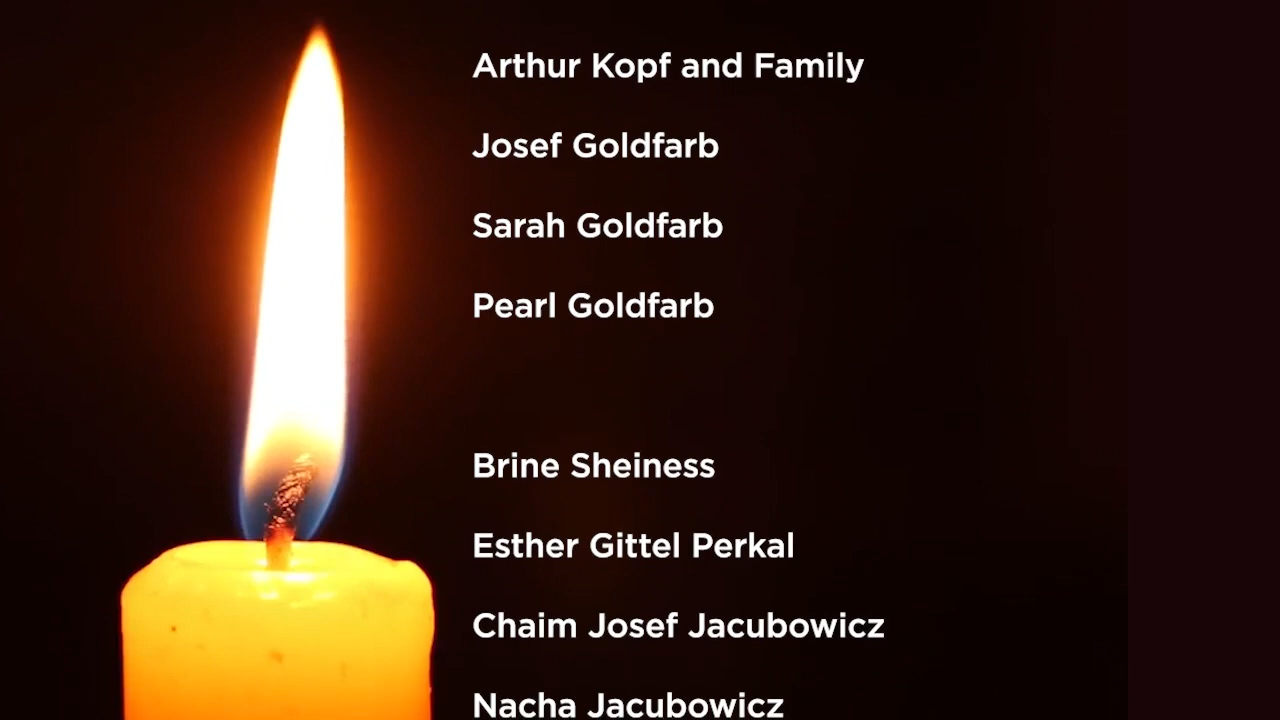 Arthur Kopf and Family
Josef Goldfarb
Sarah Goldfarb
Pearl Goldfarb
Brine Sheiness
Esther Gittel Perkal
Chaim Josef Jacubowicz
Nacha Jacubowicz